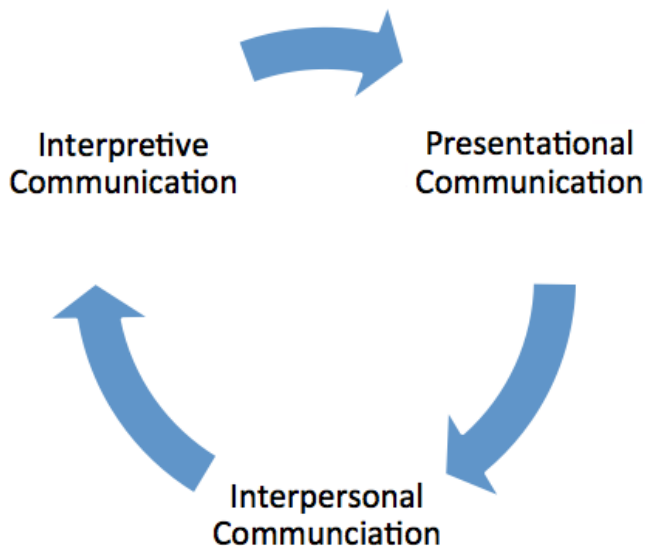 Interpretive
Communication
Presentational
Communication
Interpersonal
Communciation